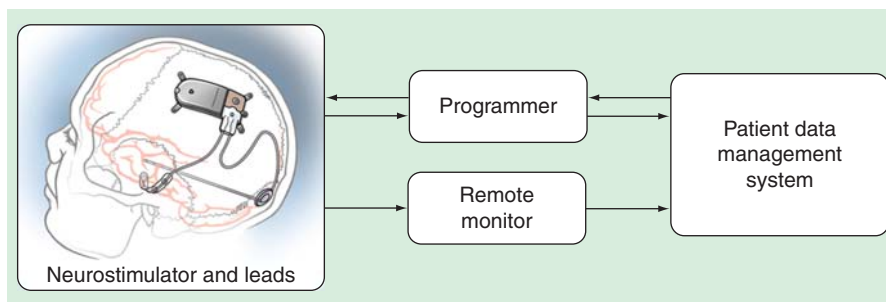 Neurostimulator and leads
Programmer
Remote
monitor
Patient data
management
system